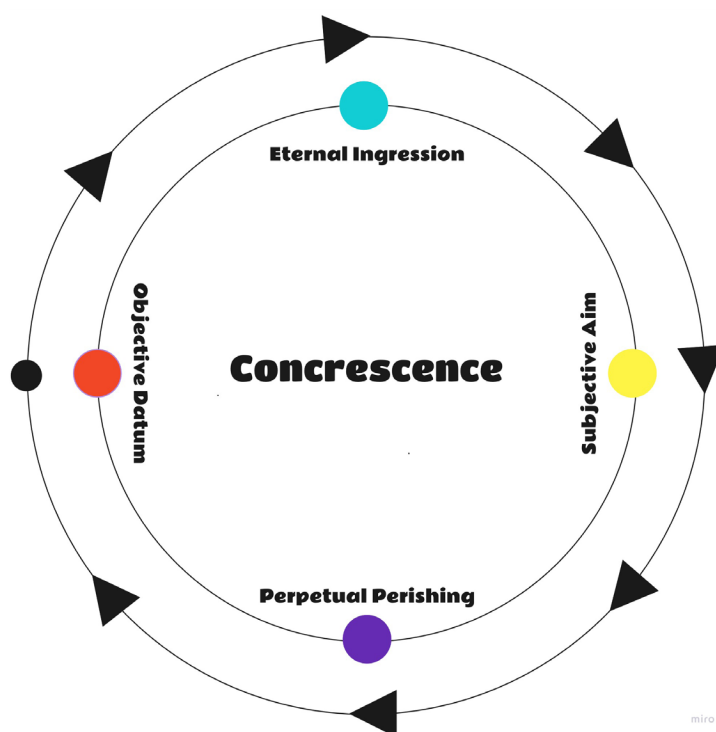 Eternal Ingression
Objective Datum
Concrescence
Subjective Aim
Perpetual Perishing
miro